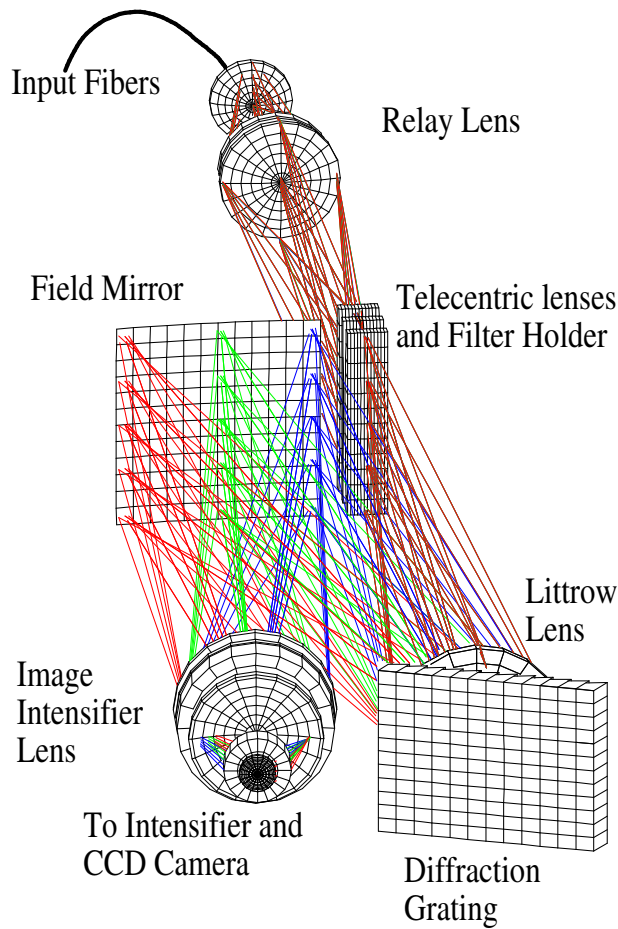 Input Fibers
Relay Lens
Field Mirror
Telecentric lenses
and Filter Holder
Littrow
Lens
Image
Intensifier
Lens
To Intensifier and
CCD Camera
Diffraction
Grating